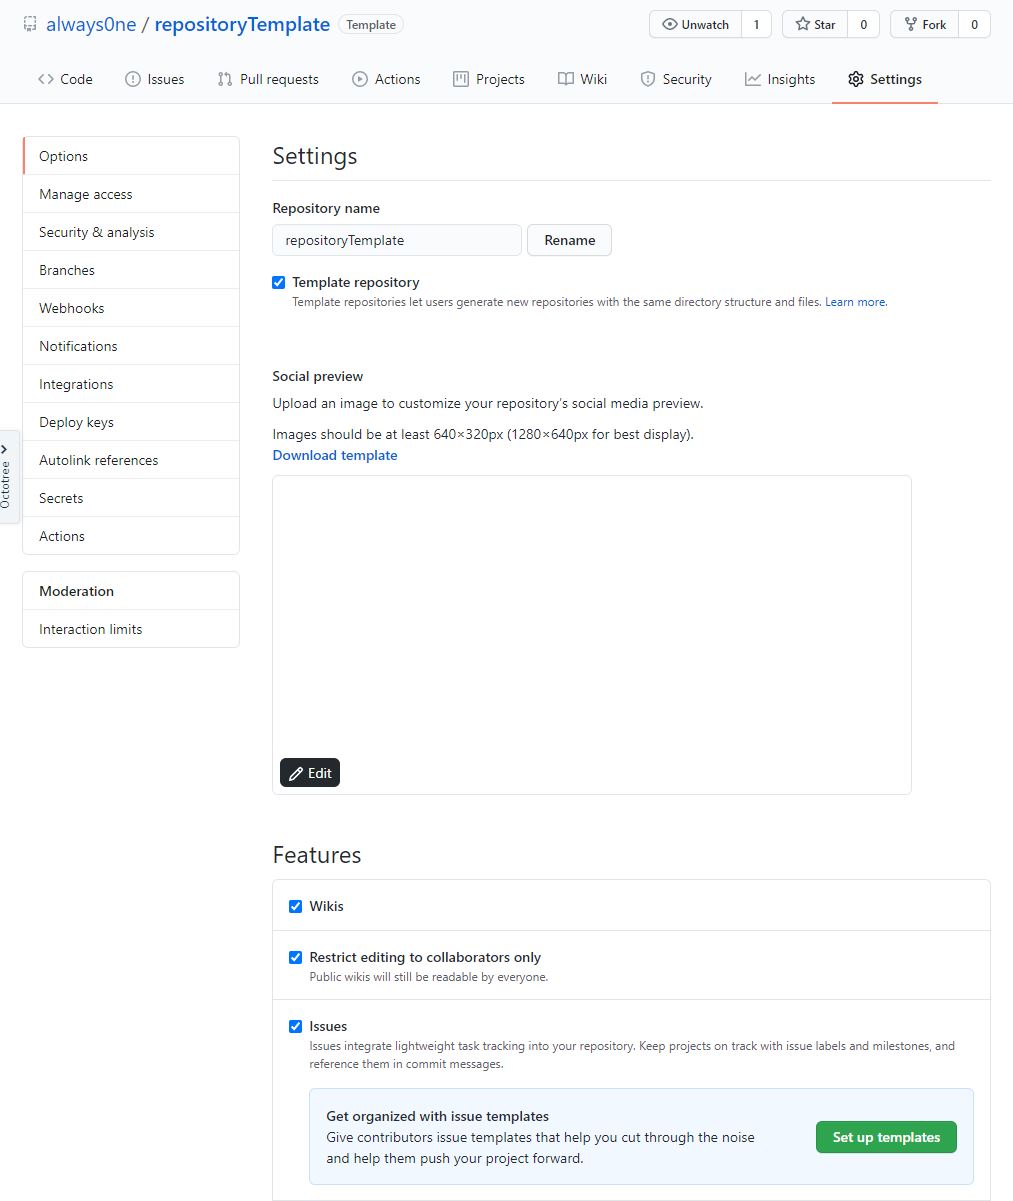 always0ne / repositoryTemplate Template Unwatch 1 Star 0 Fork 0
Code Issues Pull requests Actions Projects Wiki Security Insights Settings
Options
Manage access
Security & analysis
Branches
Webhooks
Notifications
Integrations
Deploy keys
Autolink references
Secrets
Actions
Moderation
Interaction limits
Octotree
Settings
Repository name
repositoryTemplate Rename
Template repository
Template repositories let users generate new repositories with the same directory structure and files. Learn more.
Social preview
Upload an image to customize your repository's social media preview.
Images should be at least 640×320px (1280×640px for best display).
Download template
Edit
Features
Wikis
Restrict editing to collaborators only
Public wikis will still be readable by everyone.
Issues
Issues integrate lightweight task tracking into your repository. Keep projects on track with issue labels and milestones, and
reference them in commit messages.
Get organized with issue templates
Give contributors issue templates that help you cut through the noise
and help them push your project forward.
Set up templates